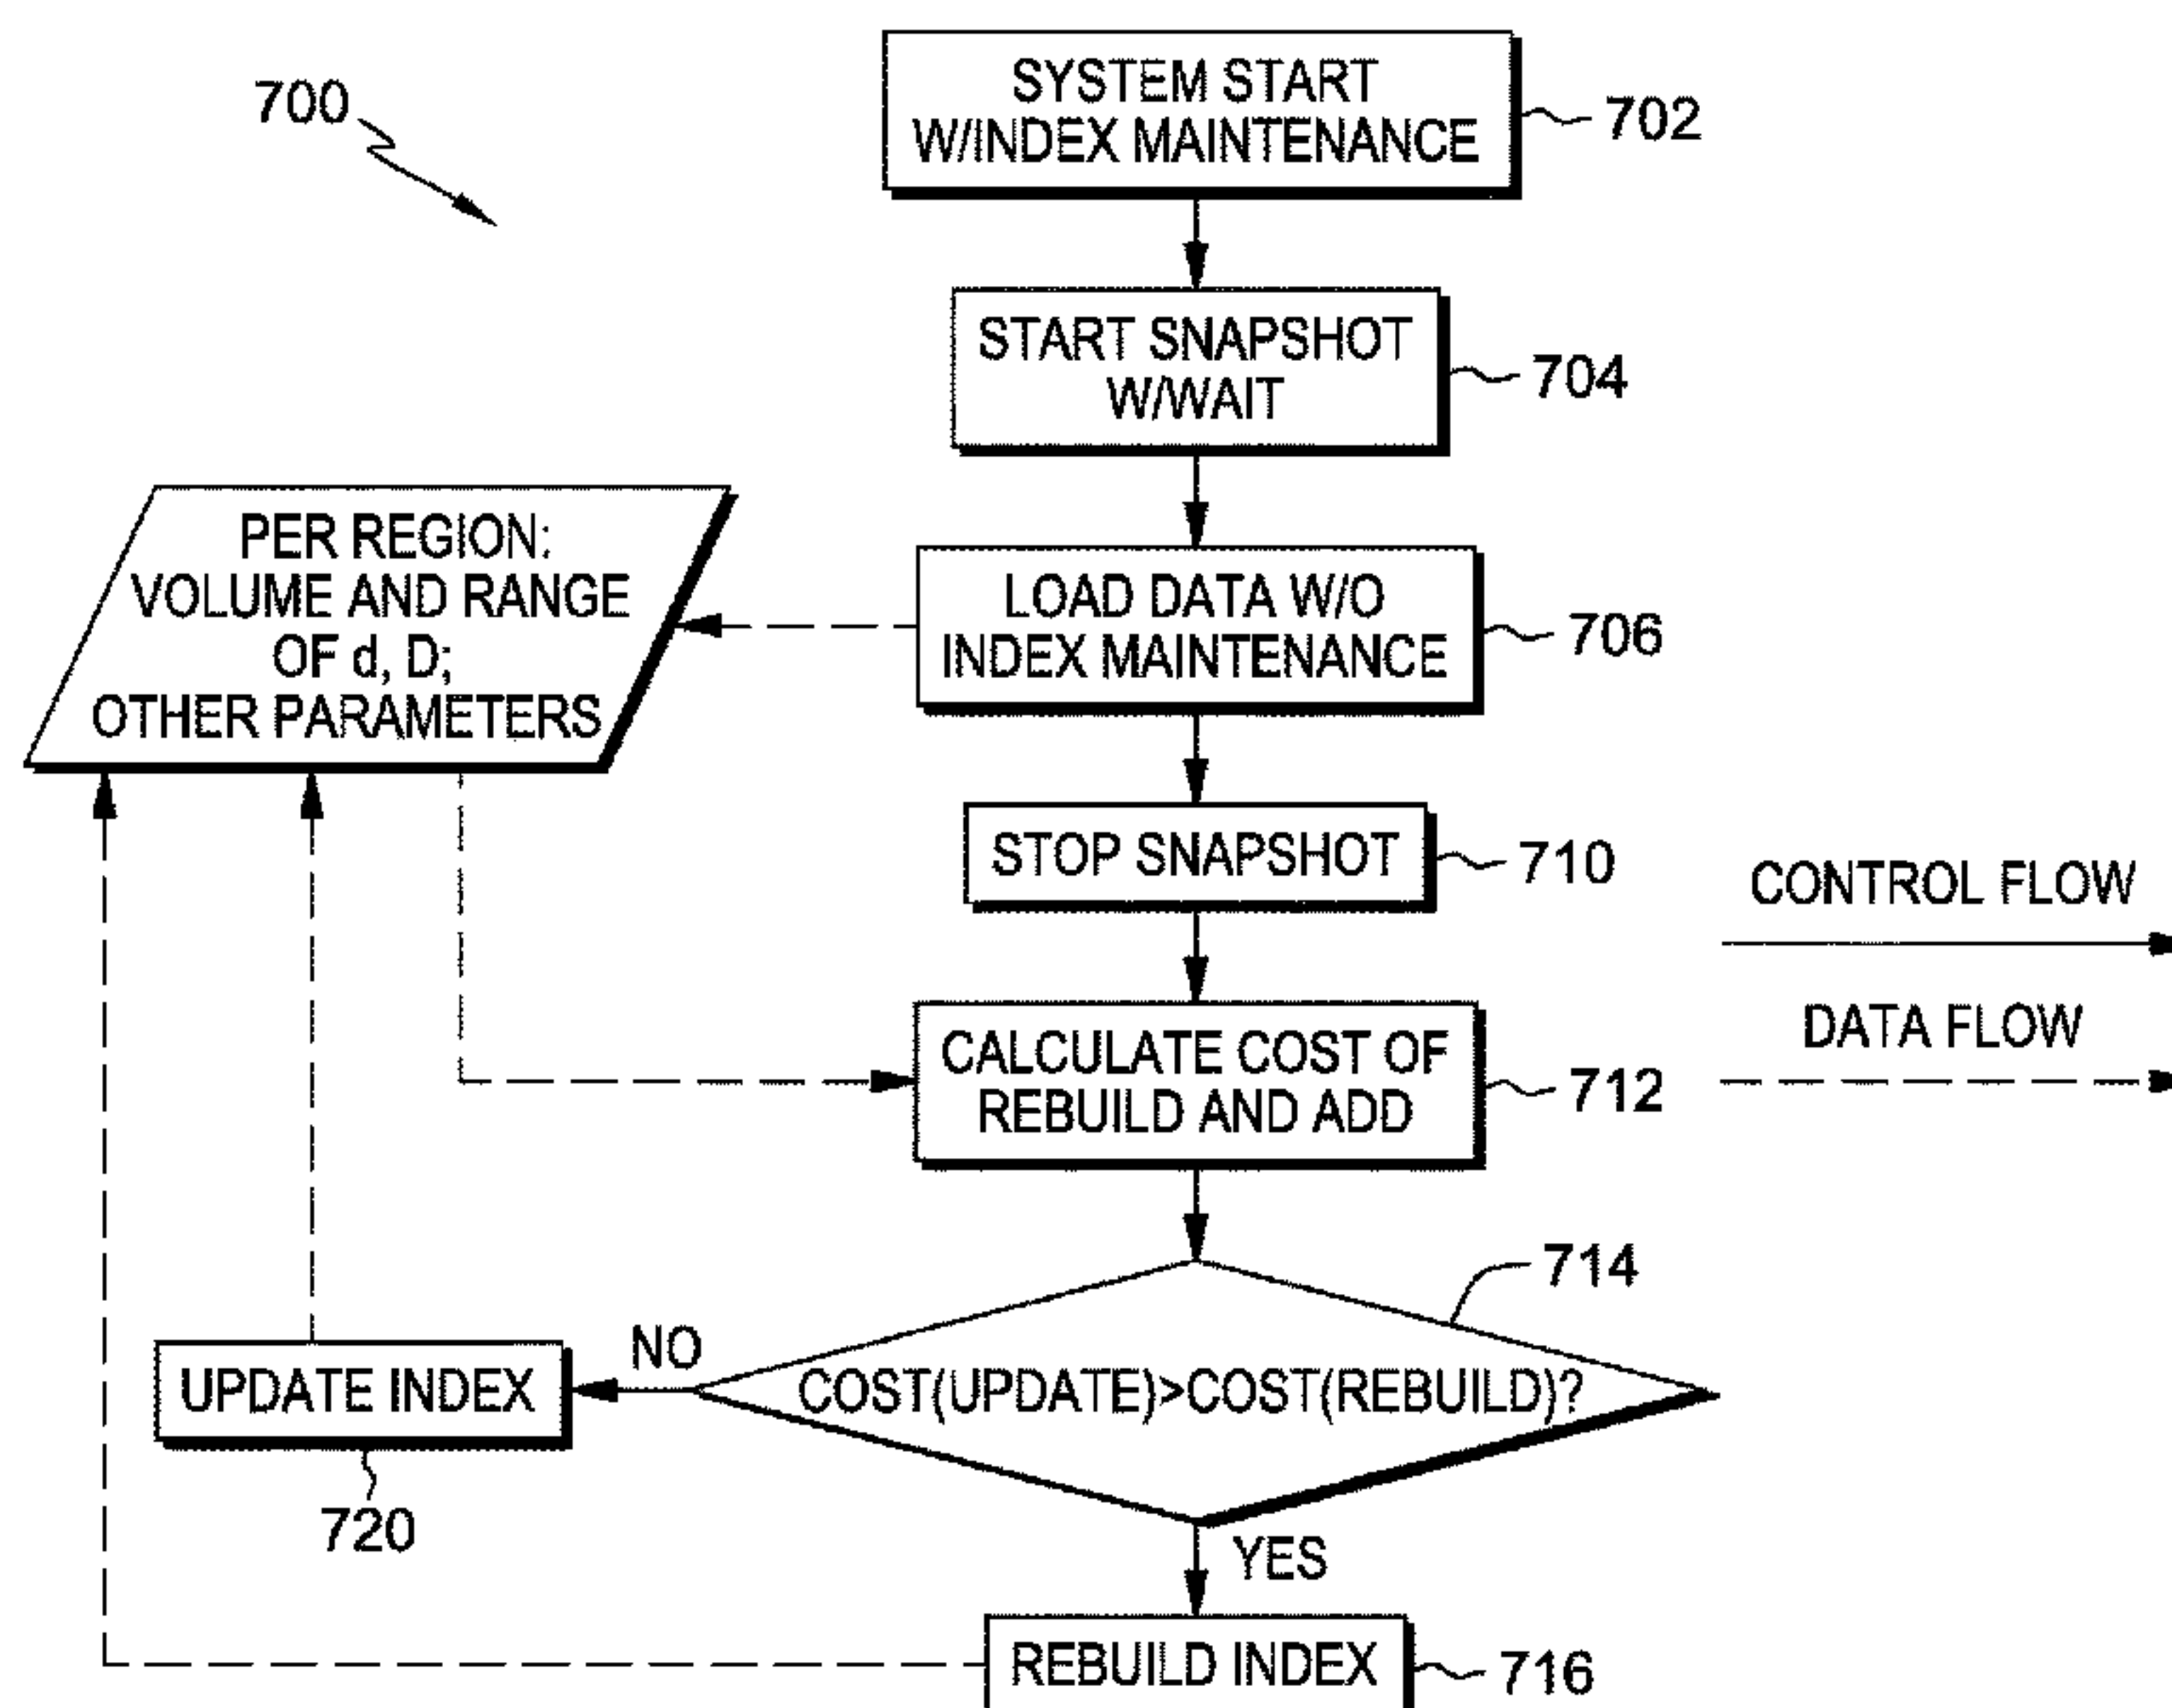 700
SYSTEM START
W/INDEX MAINTENANCE
702
START SNAPSHOT
W/WAIT
704
PER REGION:
VOLUME AND RANGE
OF d, D;
OTHER PARAMETERS
LOAD DATA W/O
INDEX MAINTENANCE
706
STOP SNAPSHOT
710
CONTROL FLOW
DATA FLOW
CALCULATE COST OF
REBUILD AND ADD
712
714
COST(UPDATE)>COST(REBUILD)?
NO
UPDATE INDEX
720
YES
REBUILD INDEX
716